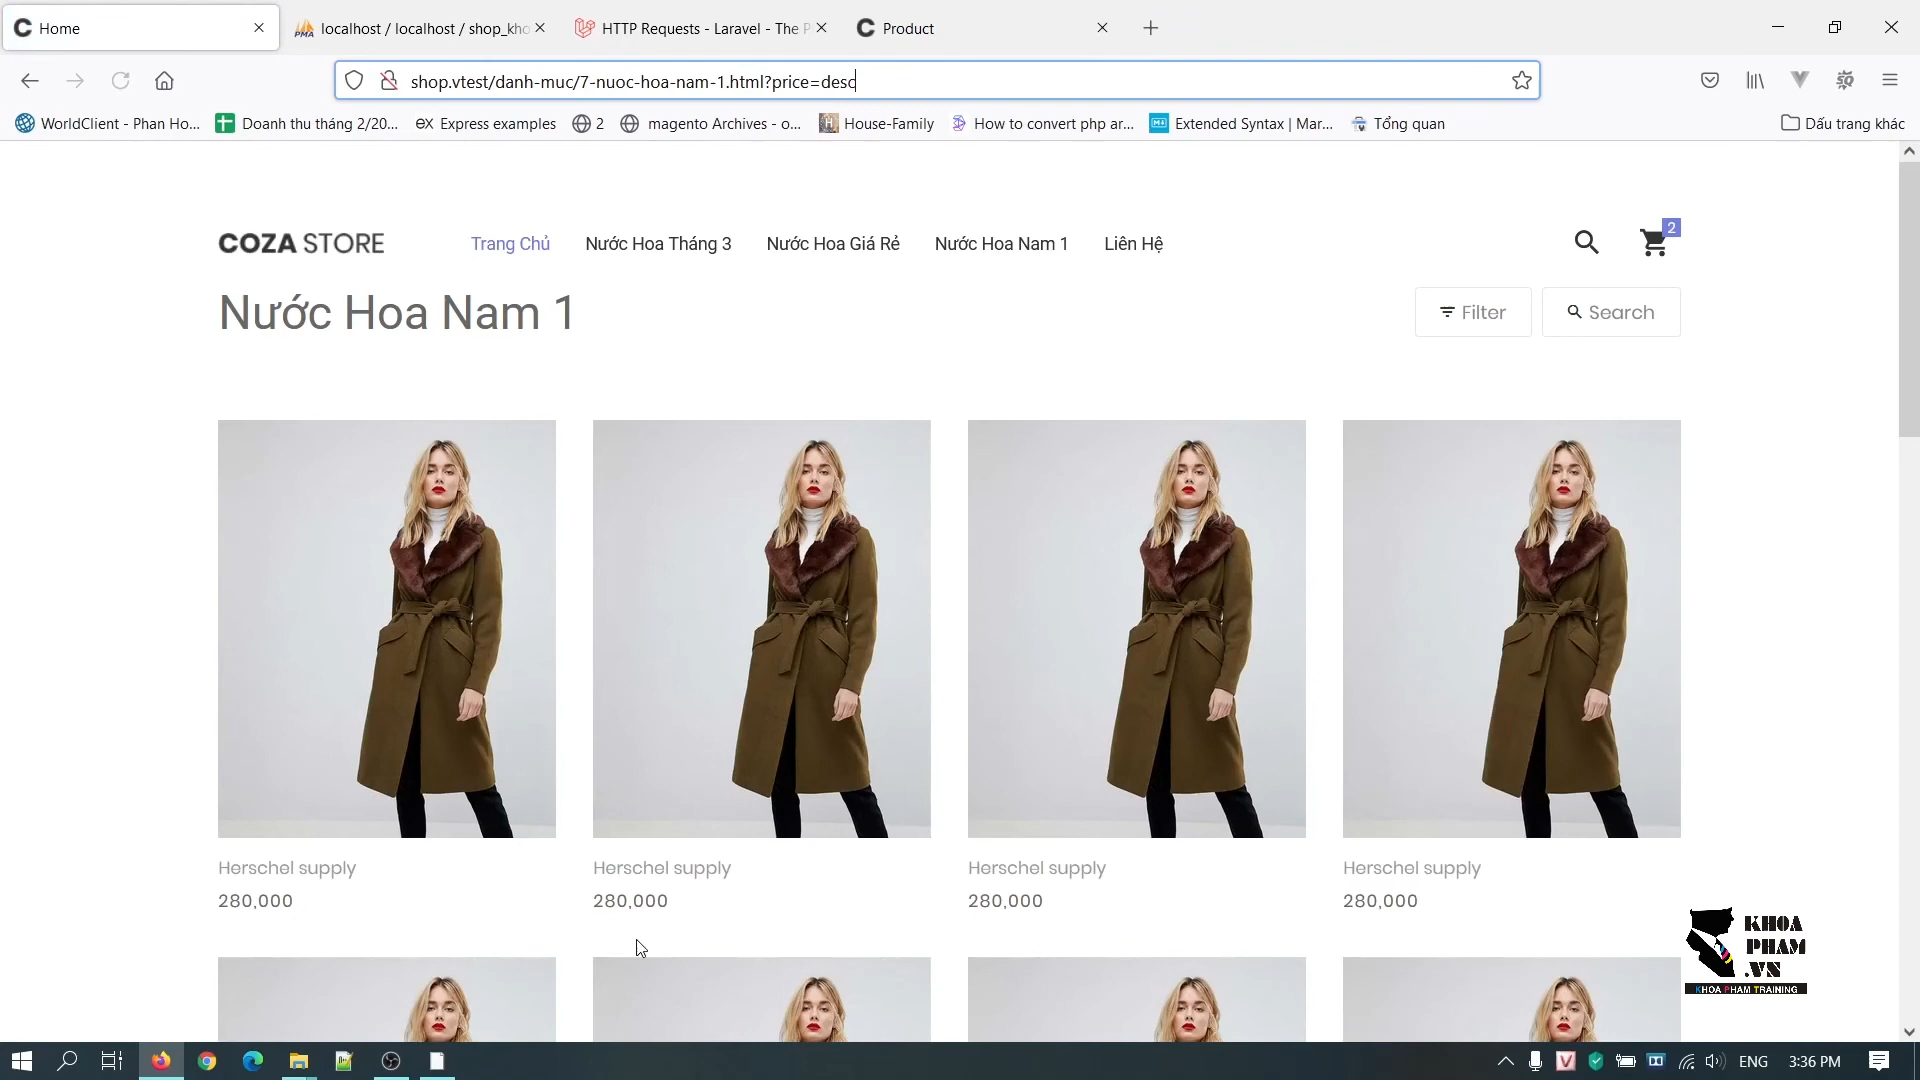 Home
localhost / localhost / shop_kho
HTTP Requests - Laravel - The P
Product
shop.vtest/danh-muc/7-nuoc-hoa-nam-1.html?price=desc
WorldClient - Phan Ho...
Doanh thu tháng 2/20...
eX Express examples
2
magento Archives - o...
House-Family
How to convert php ar...
Extended Syntax | Mar...
Tổng quan
Dấu trang khác
COZA STORE
Trang Chủ
Nước Hoa Tháng 3
Nước Hoa Giá Rẻ
Nước Hoa Nam 1
Liên Hệ
2
Nước Hoa Nam 1
Filter
Search
Herschel supply
Herschel supply
Herschel supply
Herschel supply
280,000
280,000
280,000
280,000
KHOA
PHAM
.VN
KHOA PHAM TRAINING
ENG
3:36 PM